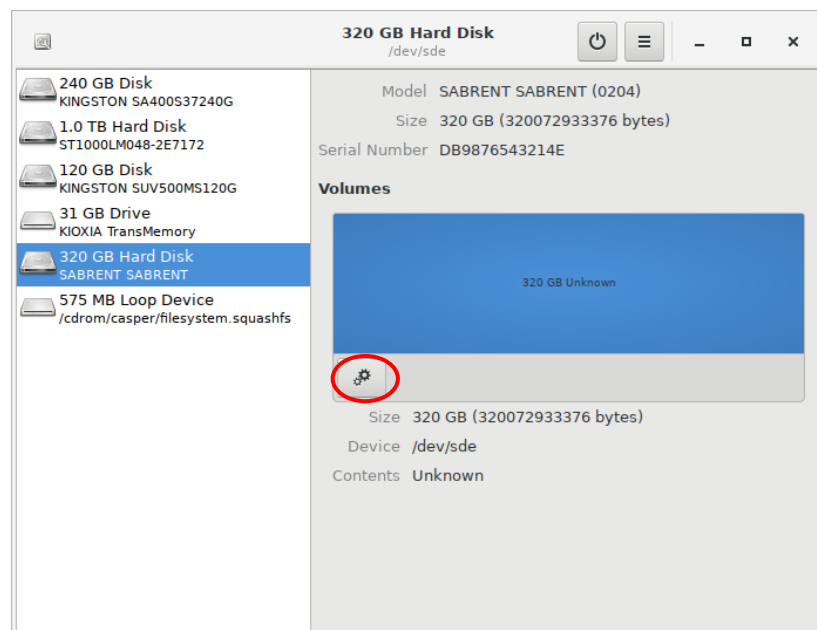 320 GB Hard Disk
/dev/sde
240 GB Disk
KINGSTON SA400S37240G
1.0 TB Hard Disk
ST1000LM048-2E7172
120 GB Disk
KINGSTON SUV500MS120G
31 GB Drive
KIOXIA TransMemory
320 GB Hard Disk
SABRENT SABRENT
575 MB Loop Device
/cdrom/casper/filesystem.squashfs
Model SABRENT SABRENT (0204)
Size 320 GB (320072933376 bytes)
Serial Number DB9876543214E
Volumes
320 GB Unknown
Size 320 GB (320072933376 bytes)
Device /dev/sde
Contents Unknown